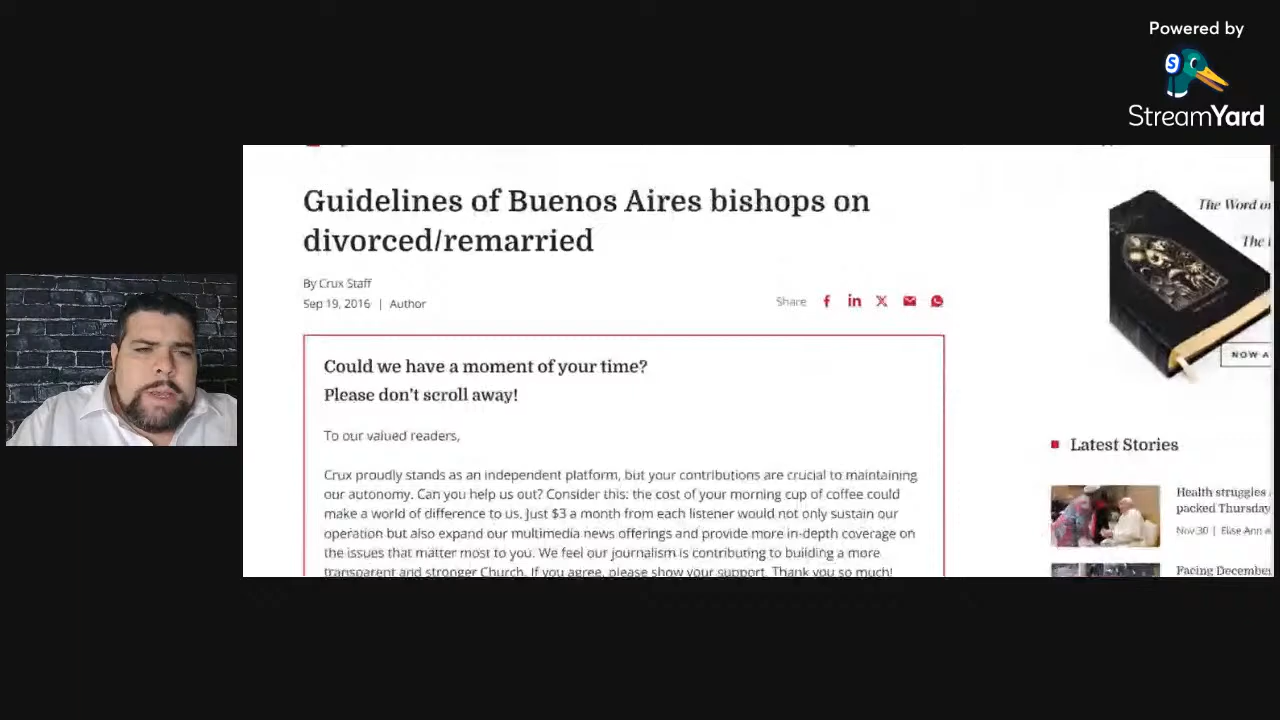 Powered by
S
StreamYard
Guidelines of Buenos Aires bishops on
divorced/remarried
By Crux Staff
Sep 19, 2016 | Author
Share
Could we have a moment of your time?
Please don't scroll away!
To our valued readers,
Crux proudly stands as an independent platform, but your contributions are crucial to maintaining
our autonomy. Can you help us out? Consider this: the cost of your morning cup of coffee could
make a world of difference to us. Just $3 a month from each listener would not only sustain our
operation but also expand our multimedia news offerings and provide more in-depth coverage on
the issues that matter most to you. We feel our journalism is contributing to building a more
transparent and stronger Church. If you agree, please show your support. Thank you so much!
The Word
The
NOW A
Latest Stories
Health struggles
packed Thursday
Nov 30 | Elise Ann
Facing December